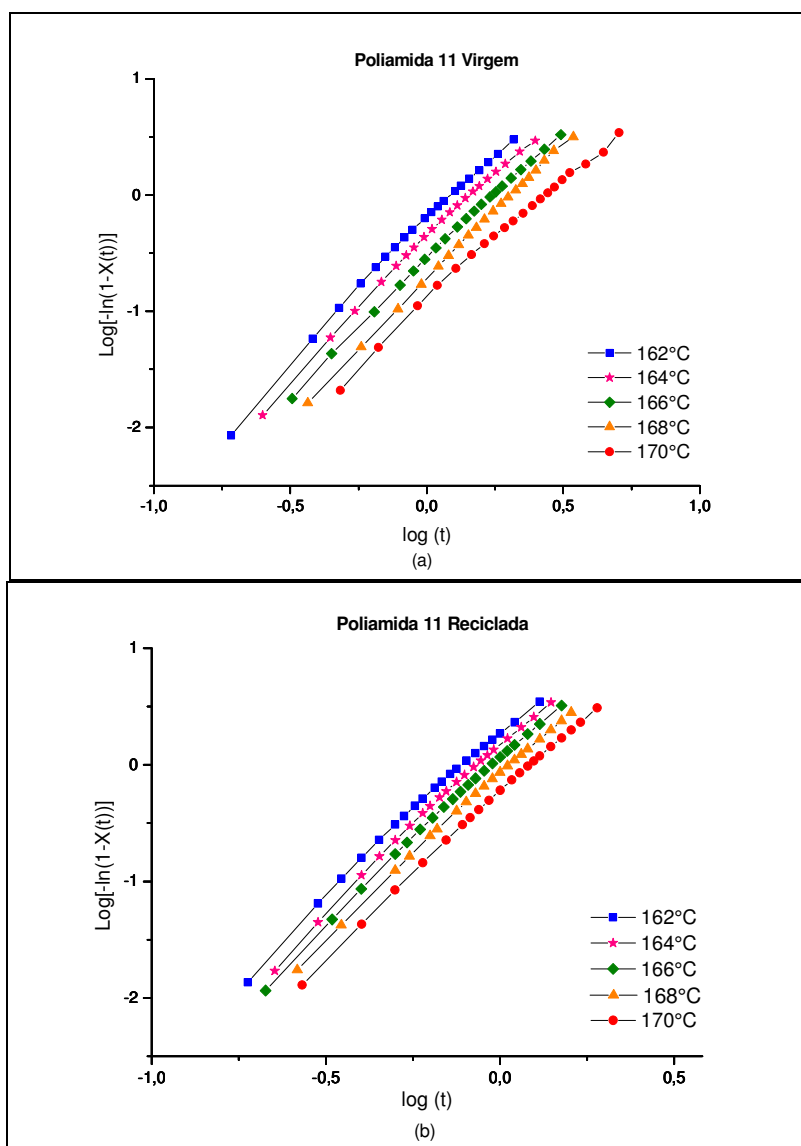 Poliamida 11 Virgem
1
0
-1
-2
Log[-ln(1-X(t))]
162°C
164°C
166°C
168°C
170°C
-1,0
-0,5
0,0
0,5
1,0
log (t)
(a)
Poliamida 11 Reciclada
1
0
-1
-2
Log[-ln(1-X(t))]
162°C
164°C
166°C
168°C
170°C
-1,0
-0,5
0,0
0,5
log (t)
(b)